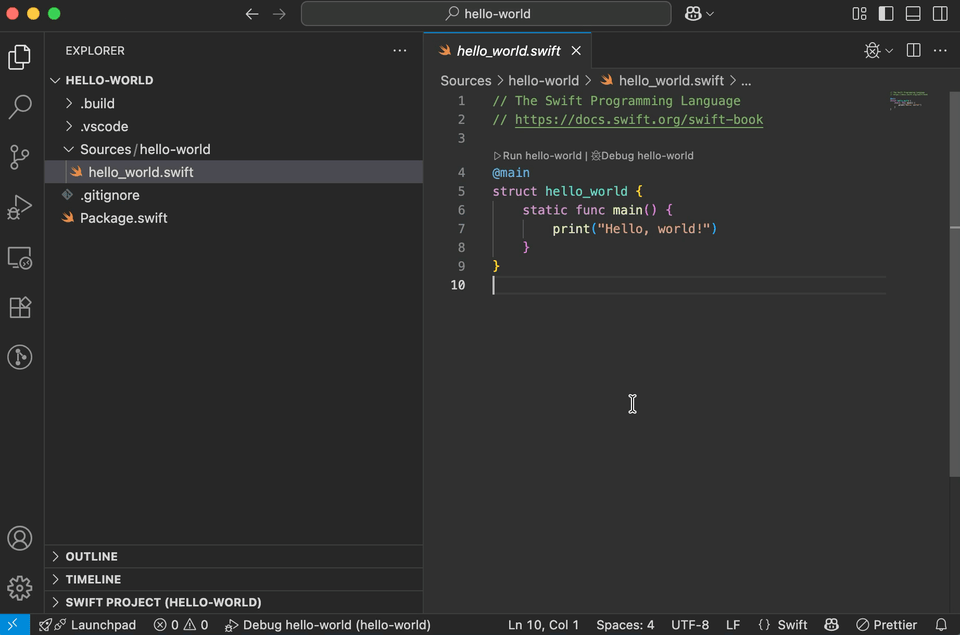 hello-world
EXPLORER
HELLO-WORLD
.build
.vscode
Sources/hello-world
hello_world.swift
.gitignore
Package.swift
OUTLINE
TIMELINE
SWIFT PROJECT (HELLO-WORLD)
hello_world.swift
Sources > hello-world > hello_world.swift > ...
1 // The Swift Programming Language
2 // https://docs.swift.org/swift-book
3
Run hello-world | Debug hello-world
4 @main
5 struct hello_world {
6 static func main() {
7 print("Hello, world!")
8 }
9 }
10
Launchpad 0 0 Debug hello-world (hello-world) Ln 10, Col 1 Spaces: 4 UTF-8 LF {} Swift Prettier